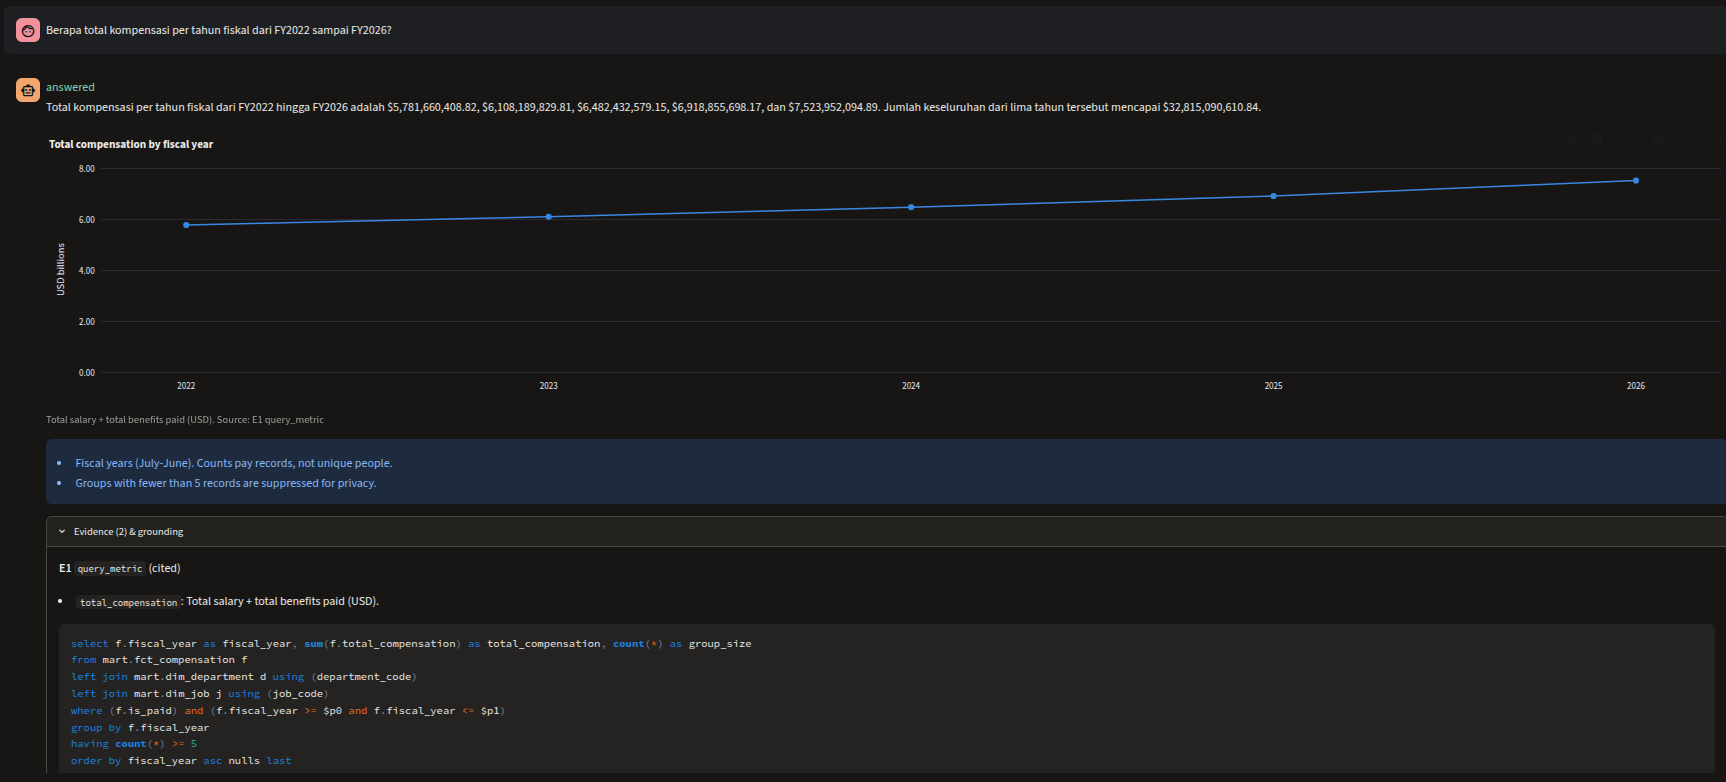 Berapa total kompensasi per tahun fiskal dari FY2022 sampai FY2026?
answered
Total kompensasi per tahun fiskal dari FY2022 hingga FY2026 adalah $5,781,660,408.82, $6,108,189,829.81, $6,482,432,579.15, $6,918,855,698.17, dan $7,523,952,094.89. Jumlah keseluruhan dari lima tahun tersebut mencapai $32,815,090,610.84.
Total compensation by fiscal year
8.00
6.00
4.00
2.00
0.00
USD billions
2022 2023 2024 2025 2026
Total salary + total benefits paid (USD). Source: E1 query_metric
• Fiscal years (July-June). Counts pay records, not unique people.
• Groups with fewer than 5 records are suppressed for privacy.
Evidence (2) & grounding
E1 query_metric (cited)
• total_compensation: Total salary + total benefits paid (USD).
select f.fiscal_year as fiscal_year, sum(f.total_compensation) as total_compensation, count(*) as group_size
from mart.fct_compensation f
left join mart.dim_department d using (department_code)
left join mart.dim_job j using (job_code)
where (f.is_paid) and (f.fiscal_year >= $p0 and f.fiscal_year <= $p1)
group by f.fiscal_year
having count(*) >= 5
order by fiscal_year asc nulls last